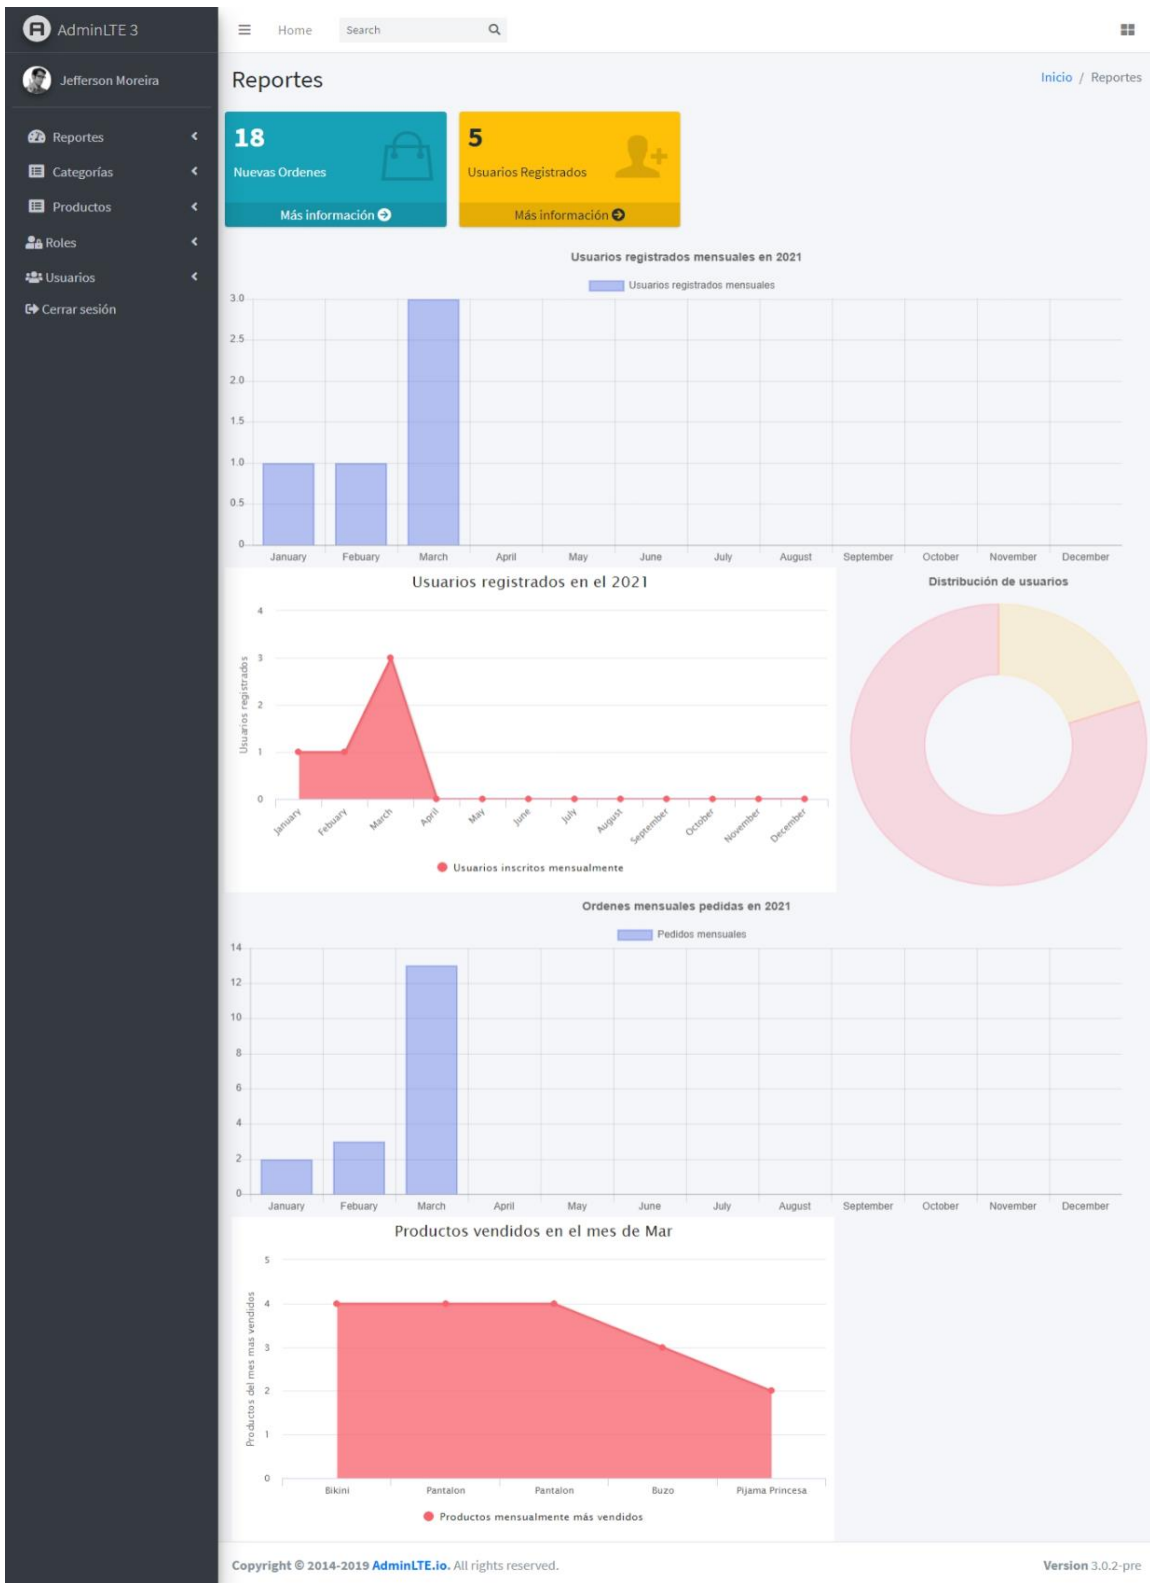 AdminLTE 3
Home
Search
Jefferson Moreira
Reportes
Inicio / Reportes
Reportes
Categorías
Productos
Roles
Usuarios
Cerrar sesión
18
Nuevas Ordenes
Más información
5
Usuarios Registrados
Más información
Usuarios registrados mensuales en 2021
Usuarios registrados mensuales
3.0
2.5
2.0
1.5
1.0
0.5
0
January Febuary March April May June July August September October November December
Usuarios registrados en el 2021
Usuarios registrados
4
3
2
1
0
January Febuary March April May June July August September October November December
Usuarios inscritos mensualmente
Distribución de usuarios
Ordenes mensuales pedidas en 2021
Pedidos mensuales
14
12
10
8
6
4
2
0
January Febuary March April May June July August September October November December
Productos vendidos en el mes de Mar
Productos del mes mas vendidos
5
4
3
2
1
0
Bikini Pantalon Pantalon Buzo Pijama Princesa
Productos mensualmente más vendidos
Copyright © 2014-2019 AdminLTE.io. All rights reserved.
Version 3.0.2-pre